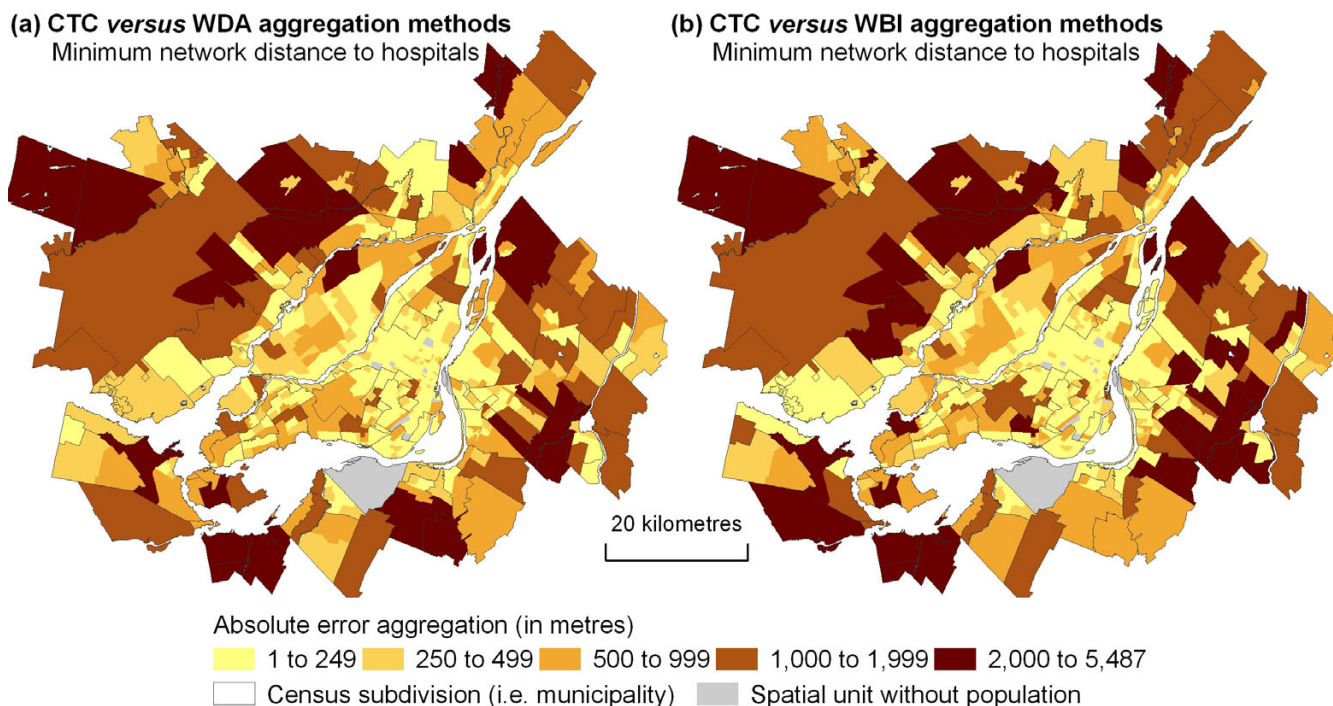 (a) CTC versus WDA aggregation methods
Minimum network distance to hospitals
(b) CTC versus WBI aggregation methods
Minimum network distance to hospitals
20 kilometres
Absolute error aggregation (in metres)
1 to 249 250 to 499 500 to 999 1,000 to 1,999 2,000 to 5,487
Census subdivision (i.e. municipality) Spatial unit without population